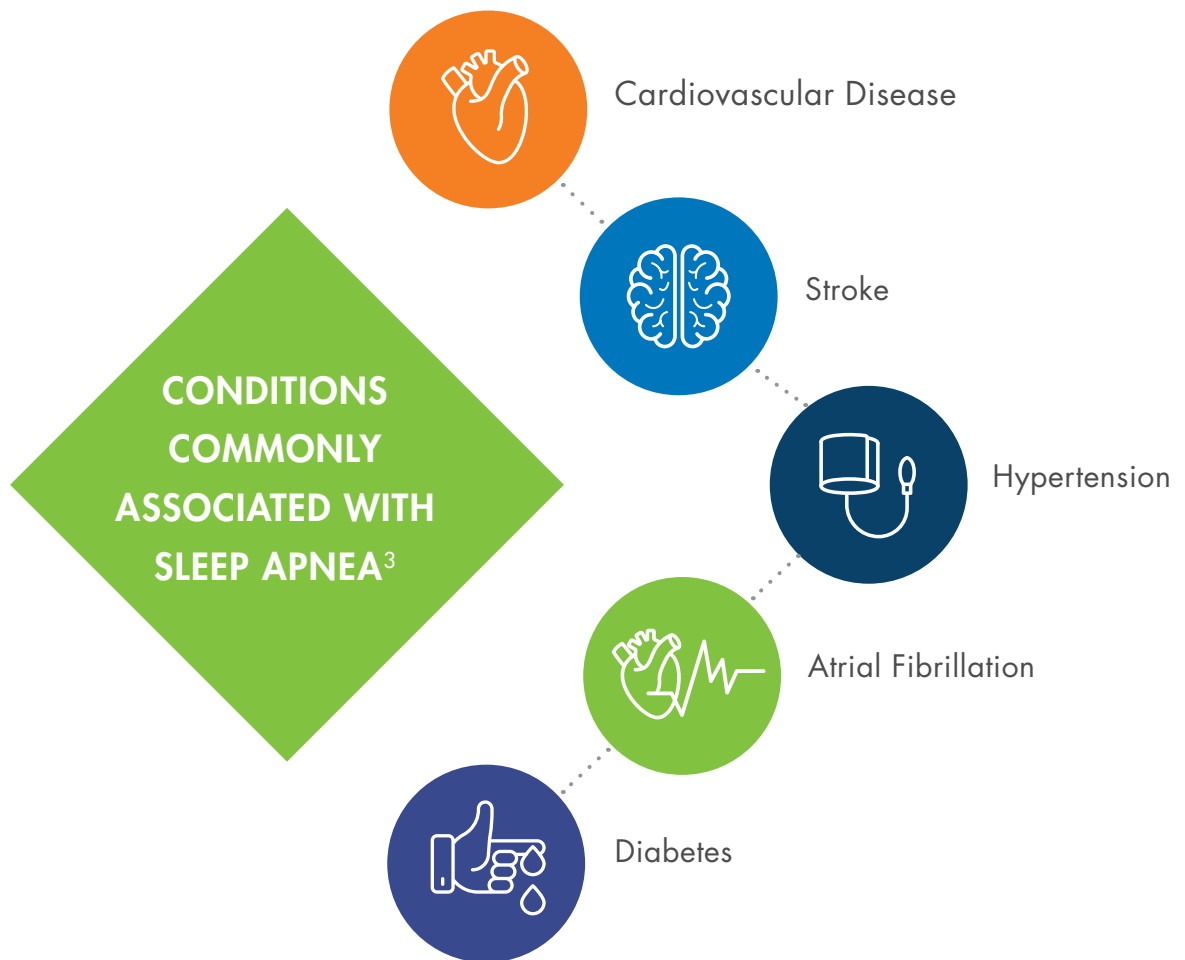 CONDITIONS
COMMONLY
ASSOCIATED WITH
SLEEP APNEA³
Cardiovascular Disease
Stroke
Hypertension
Atrial Fibrillation
Diabetes